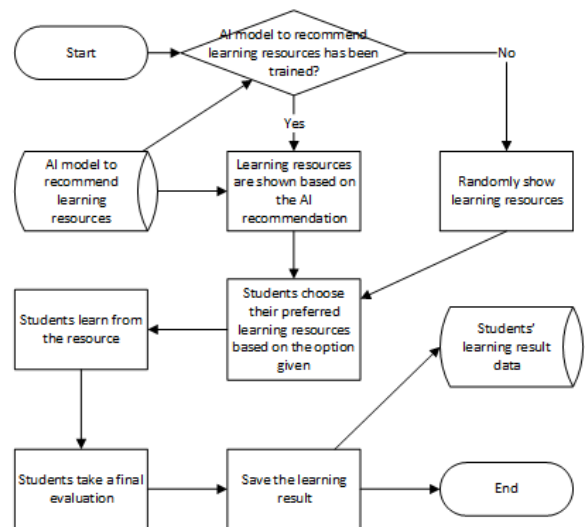 Start
AI model to recommend
learning resources has been
trained?
No
Yes
AI model to
recommend
learning
resources
Learning resources
are shown based on
the AI
recommendation
Randomly show
learning resources
Students learn from
the resource
Students choose
their preferred
learning resources
based on the option
given
Students'
learning result
data
Students take a final
evaluation
Save the learning
result
End